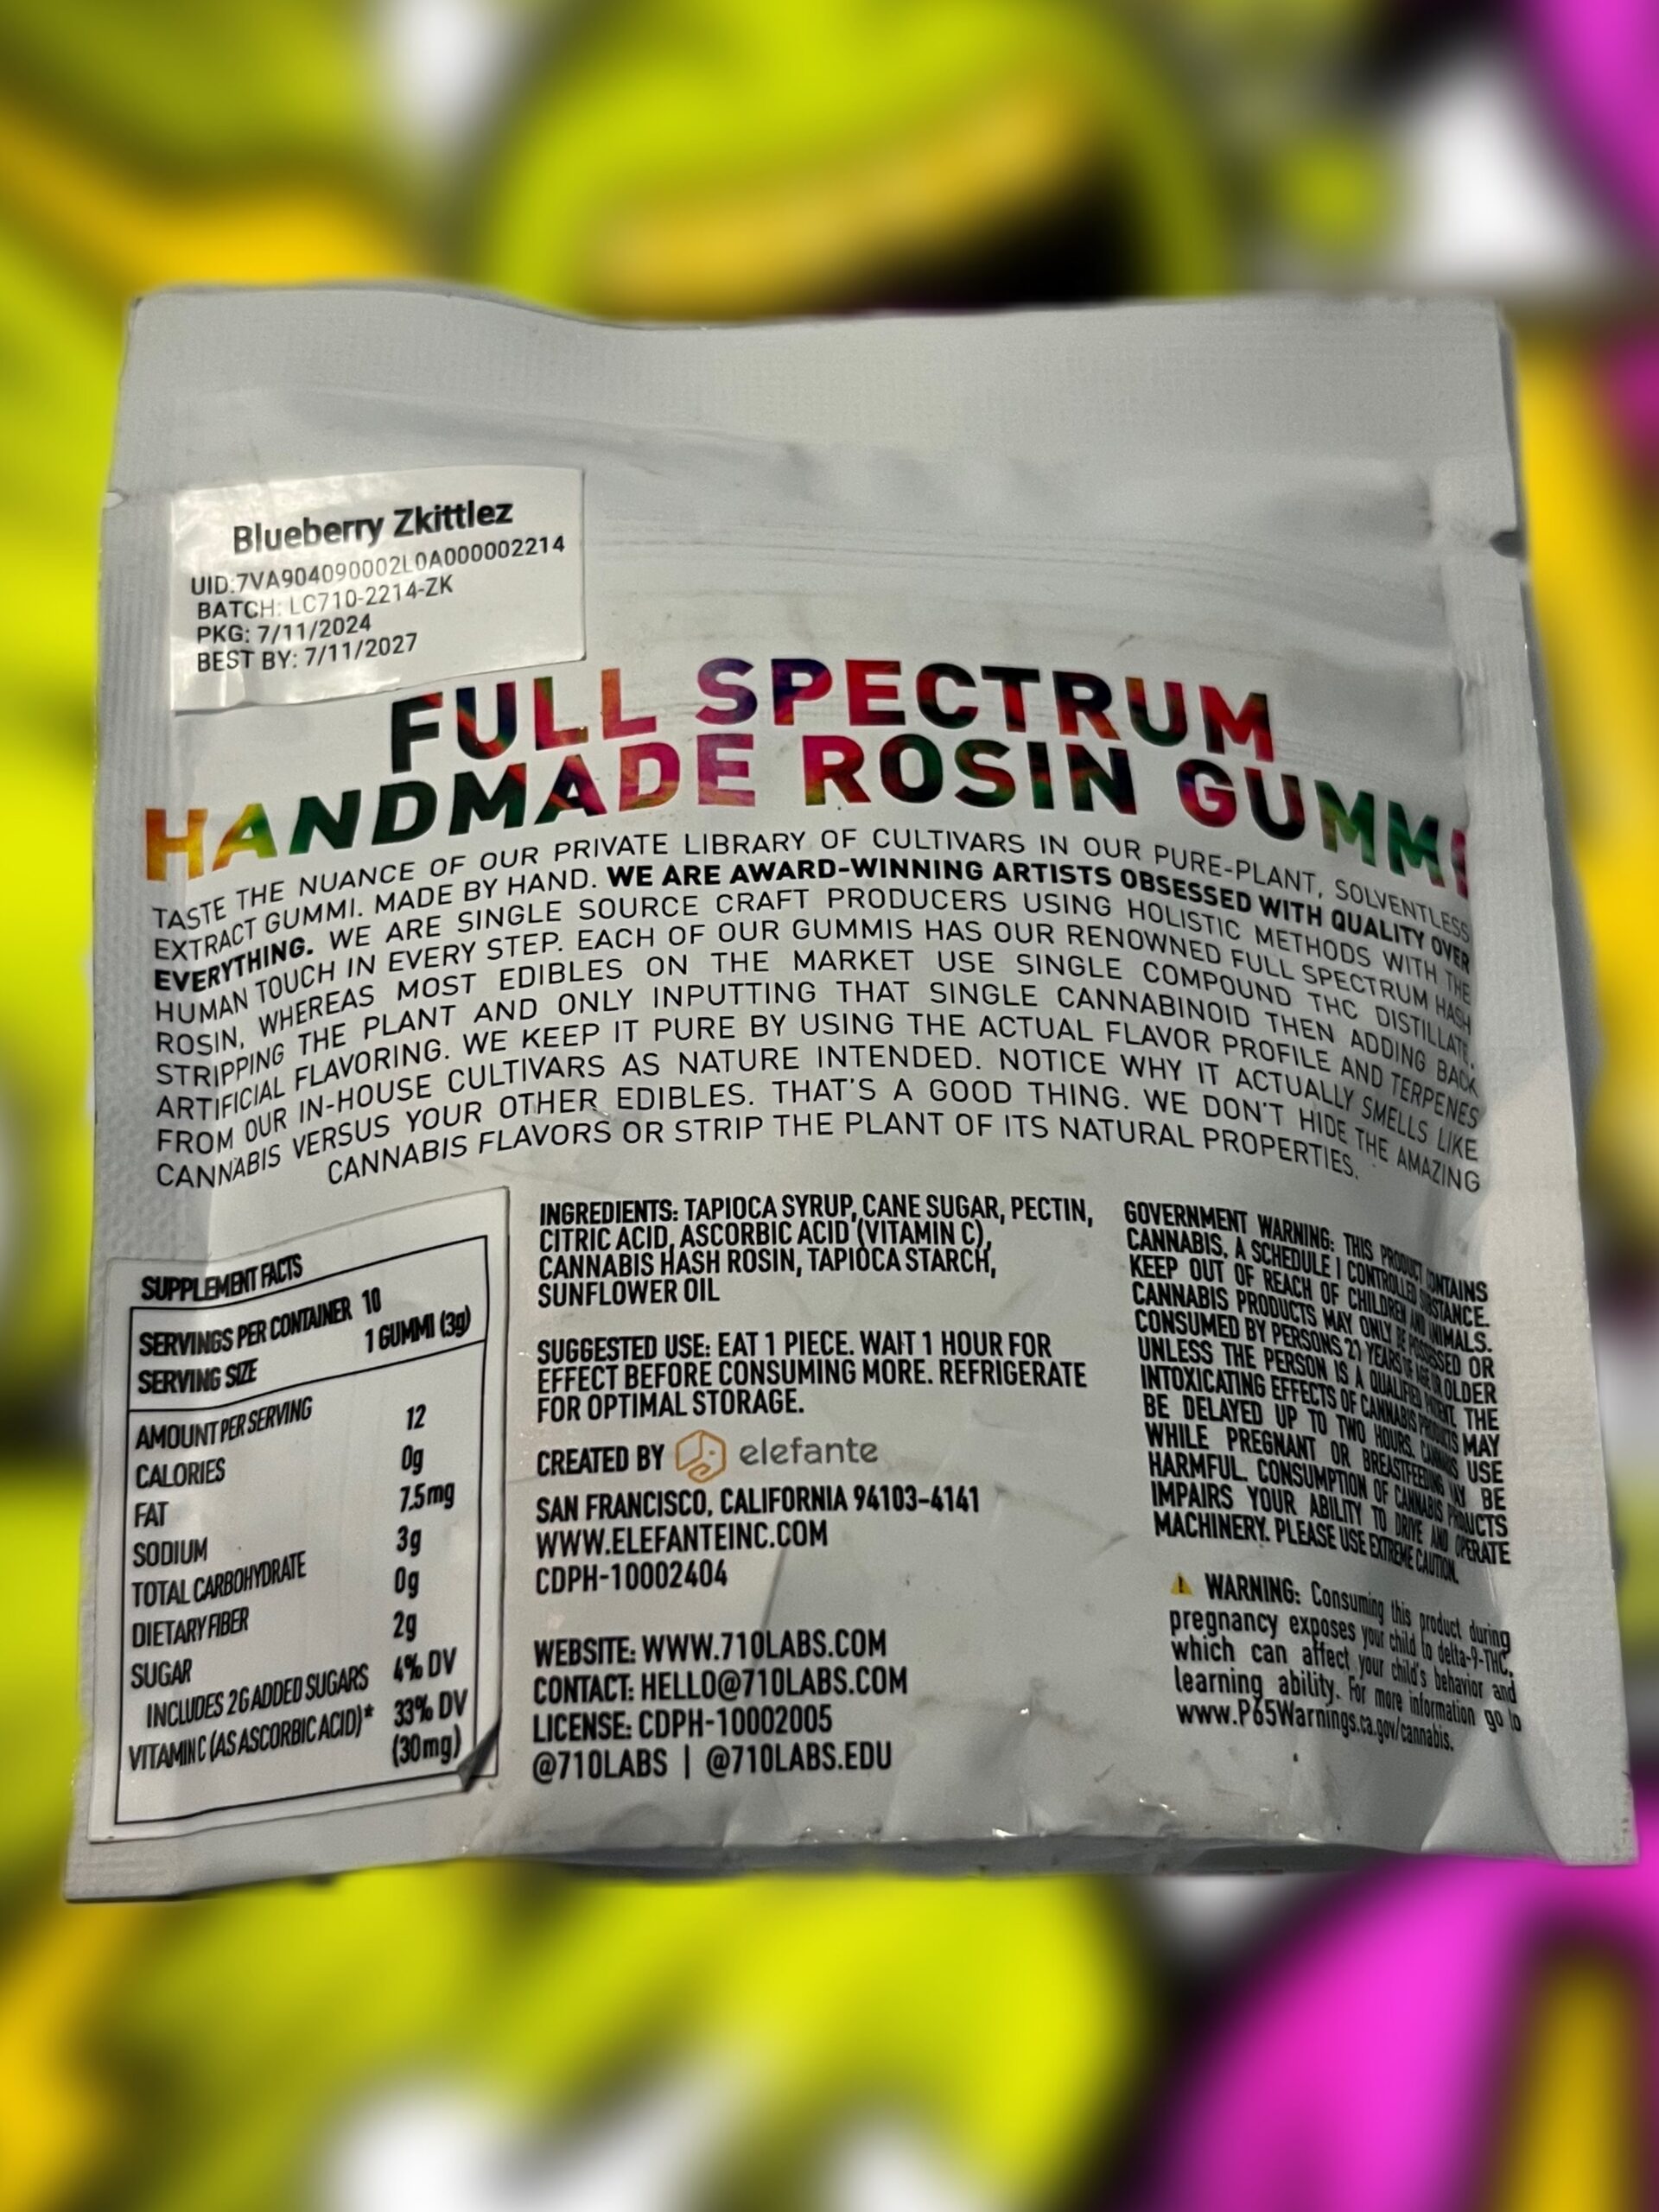 Blueberry Zkittlez
UID:7VA904090002L0A000002214
BATCH: LC710-2214-ZK
PKG: 7/11/2024
BEST BY: 7/11/2027
FULL SPECTRUM
HANDMADE ROSIN GUMMI
TASTE THE NUANCE OF OUR PRIVATE LIBRARY OF CULTIVARS IN OUR PURE-PLANT, SOLVENTLESS
EXTRACT GUMMI. MADE BY HAND. WE ARE AWARD-WINNING ARTISTS OBSESSED WITH QUALITY OVER
EVERYTHING. WE ARE SINGLE SOURCE CRAFT PRODUCERS USING HOLISTIC METHODS WITH THE
HUMAN TOUCH IN EVERY STEP. EACH OF OUR GUMMIS HAS OUR RENOWNED FULL SPECTRUM HASH
ROSIN, WHEREAS MOST EDIBLES ON THE MARKET USE SINGLE COMPOUND THC DISTILLATE,
STRIPPING THE PLANT AND ONLY INPUTTING THAT SINGLE CANNABINOID THEN ADDING BACK
ARTIFICIAL FLAVORING. WE KEEP IT PURE BY USING THE ACTUAL FLAVOR PROFILE AND TERPENES
FROM OUR IN-HOUSE CULTIVARS AS NATURE INTENDED. NOTICE WHY IT ACTUALLY SMELLS LIKE
CANNABIS VERSUS YOUR OTHER EDIBLES. THAT'S A GOOD THING. WE DON'T HIDE THE AMAZING
CANNABIS FLAVORS OR STRIP THE PLANT OF ITS NATURAL PROPERTIES.
SUPPLEMENT FACTS
SERVINGS PER CONTAINER 10
SERVING SIZE 1 GUMMI (3g)
AMOUNT PER SERVING
CALORIES 12
FAT 0g
SODIUM 7.5mg
TOTAL CARBOHYDRATE 3g
DIETARY FIBER 0g
SUGAR 2g
INCLUDES 2G ADDED SUGARS 4% DV
VITAMIN C (AS ASCORBIC ACID)* 33% DV
(30mg)
INGREDIENTS: TAPIOCA SYRUP, CANE SUGAR, PECTIN,
CITRIC ACID, ASCORBIC ACID (VITAMIN C),
CANNABIS HASH ROSIN, TAPIOCA STARCH,
SUNFLOWER OIL
SUGGESTED USE: EAT 1 PIECE. WAIT 1 HOUR FOR
EFFECT BEFORE CONSUMING MORE. REFRIGERATE
FOR OPTIMAL STORAGE.
CREATED BY elefante
SAN FRANCISCO, CALIFORNIA 94103-4141
WWW.ELEFANTEINC.COM
CDPH-10002404
WEBSITE: WWW.710LABS.COM
CONTACT: HELLO@710LABS.COM
LICENSE: CDPH-10002005
@710LABS | @710LABS.EDU
GOVERNMENT WARNING: THIS PRODUCT CONTAINS
CANNABIS, A SCHEDULE I CONTROLLED SUBSTANCE.
KEEP OUT OF REACH OF CHILDREN AND ANIMALS.
CANNABIS PRODUCTS MAY ONLY BE POSSESSED OR
CONSUMED BY PERSONS 21 YEARS OF AGE OR OLDER
UNLESS THE PERSON IS A QUALIFIED PATIENT. THE
INTOXICATING EFFECTS OF CANNABIS PRODUCTS MAY
BE DELAYED UP TO TWO HOURS. CANNABIS USE
WHILE PREGNANT OR BREASTFEEDING MAY BE
HARMFUL. CONSUMPTION OF CANNABIS PRODUCTS
IMPAIRS YOUR ABILITY TO DRIVE AND OPERATE
MACHINERY. PLEASE USE EXTREME CAUTION.
WARNING: Consuming this product during
pregnancy exposes your child to delta-9-THC,
which can affect your child's behavior and
learning ability. For more information go to
www.P65Warnings.ca.gov/cannabis.